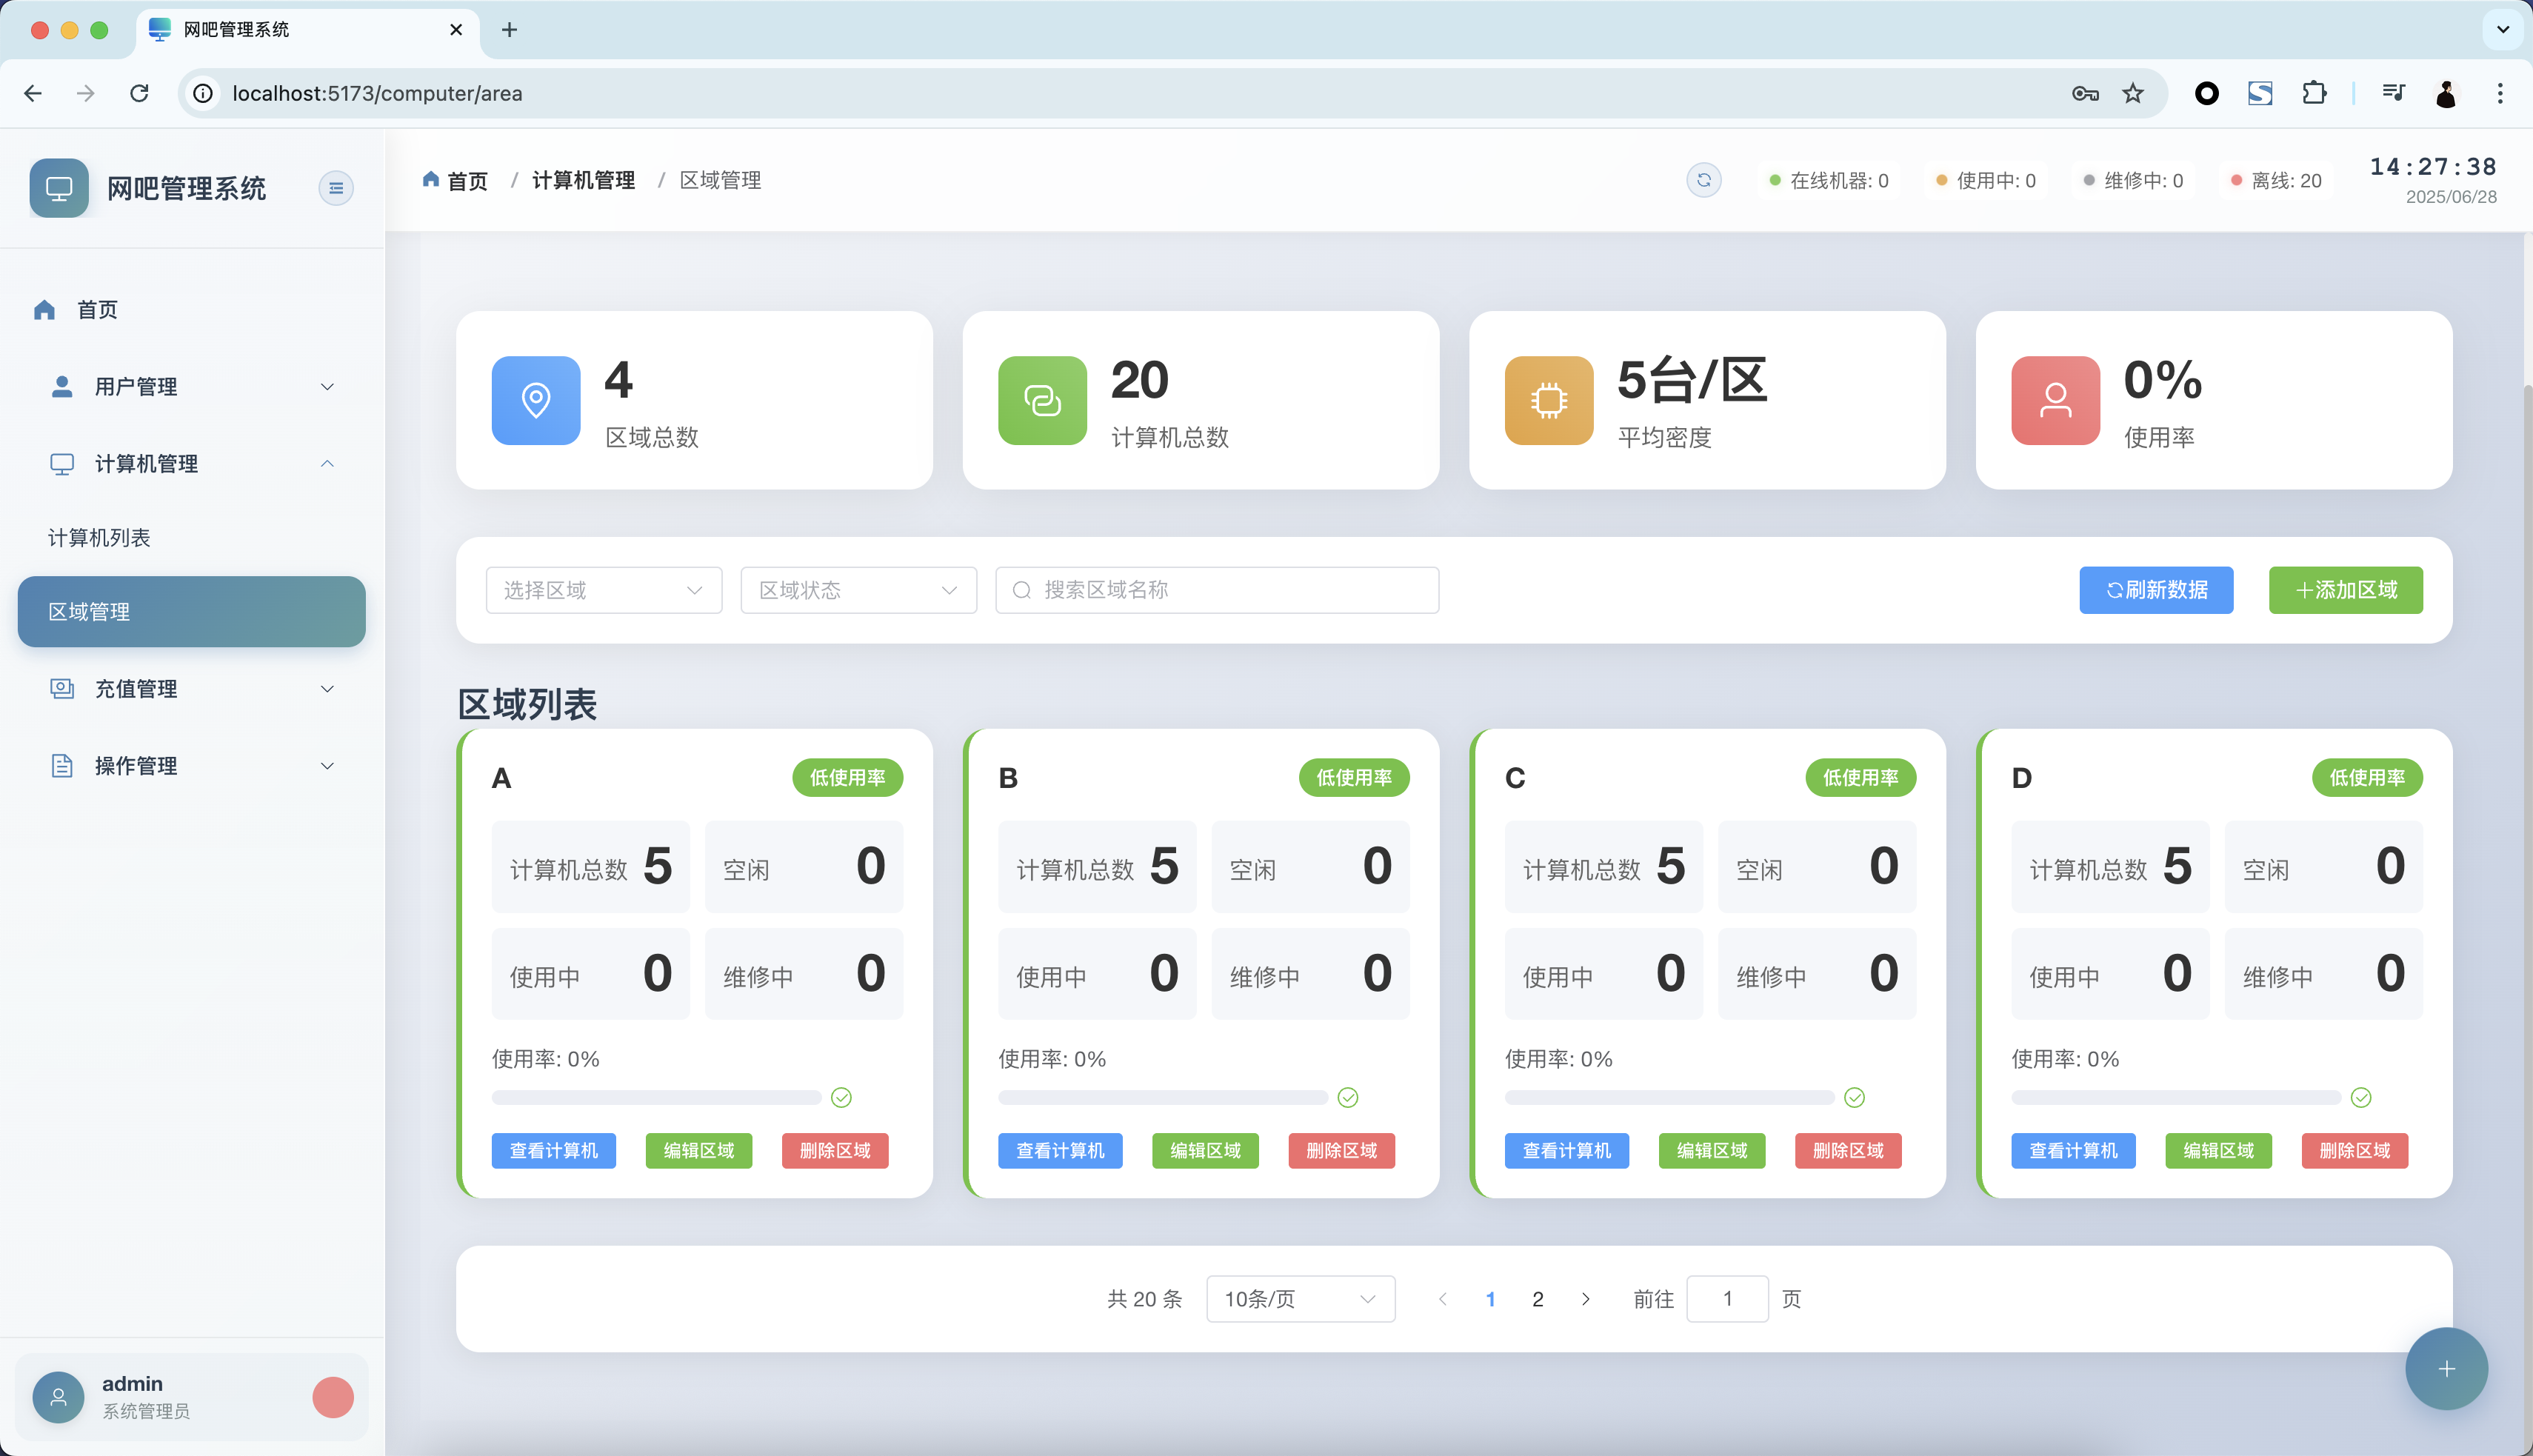 网吧管理系统
localhost:5173/computer/area
网吧管理系统
首页 / 计算机管理 / 区域管理
在线机器: 0
使用中: 0
维修中: 0
离线: 20
14:27:38
2025/06/28
首页
用户管理
计算机管理
计算机列表
区域管理
充值管理
操作管理
admin
系统管理员
4
区域总数
20
计算机总数
5台/区
平均密度
0%
使用率
选择区域
区域状态
搜索区域名称
刷新数据
+添加区域
区域列表
A 低使用率
计算机总数 5 空闲 0
使用中 0 维修中 0
使用率: 0%
查看计算机 编辑区域 删除区域
B 低使用率
计算机总数 5 空闲 0
使用中 0 维修中 0
使用率: 0%
查看计算机 编辑区域 删除区域
C 低使用率
计算机总数 5 空闲 0
使用中 0 维修中 0
使用率: 0%
查看计算机 编辑区域 删除区域
D 低使用率
计算机总数 5 空闲 0
使用中 0 维修中 0
使用率: 0%
查看计算机 编辑区域 删除区域
共 20 条 10条/页 1 2 前往 1 页